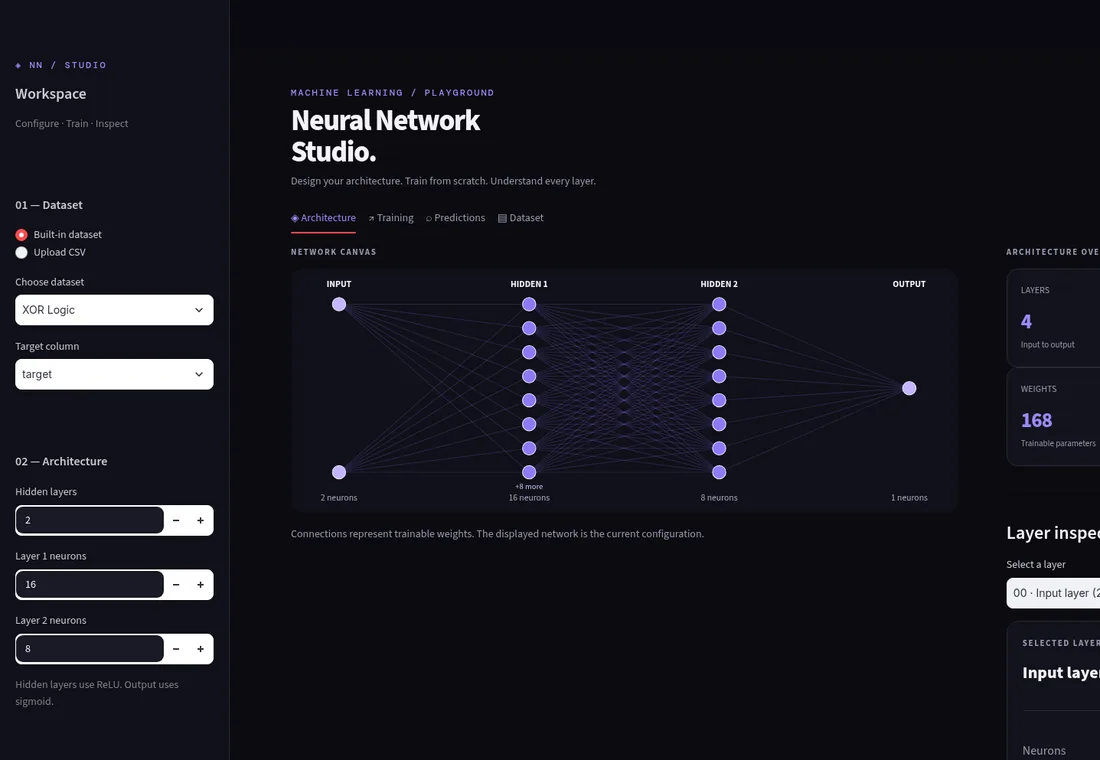 ◈ NN / STUDIO
Workspace
Configure · Train · Inspect
01 — Dataset
Built-in dataset
Upload CSV
Choose dataset
XOR Logic
Target column
target
02 — Architecture
Hidden layers
2
Layer 1 neurons
16
Layer 2 neurons
8
Hidden layers use ReLU. Output uses
sigmoid.
MACHINE LEARNING / PLAYGROUND
Neural Network
Studio.
Design your architecture. Train from scratch. Understand every layer.
◈ Architecture
↗ Training
⌕ Predictions
▤ Dataset
NETWORK CANVAS
INPUT
HIDDEN 1
HIDDEN 2
OUTPUT
+8 more
2 neurons
16 neurons
8 neurons
1 neurons
Connections represent trainable weights. The displayed network is the current configuration.
ARCHITECTURE OVE
LAYERS
4
Input to output
WEIGHTS
168
Trainable parameters
Layer inspec
Select a layer
00 · Input layer (2
SELECTED LAYER
Input laye
Neurons